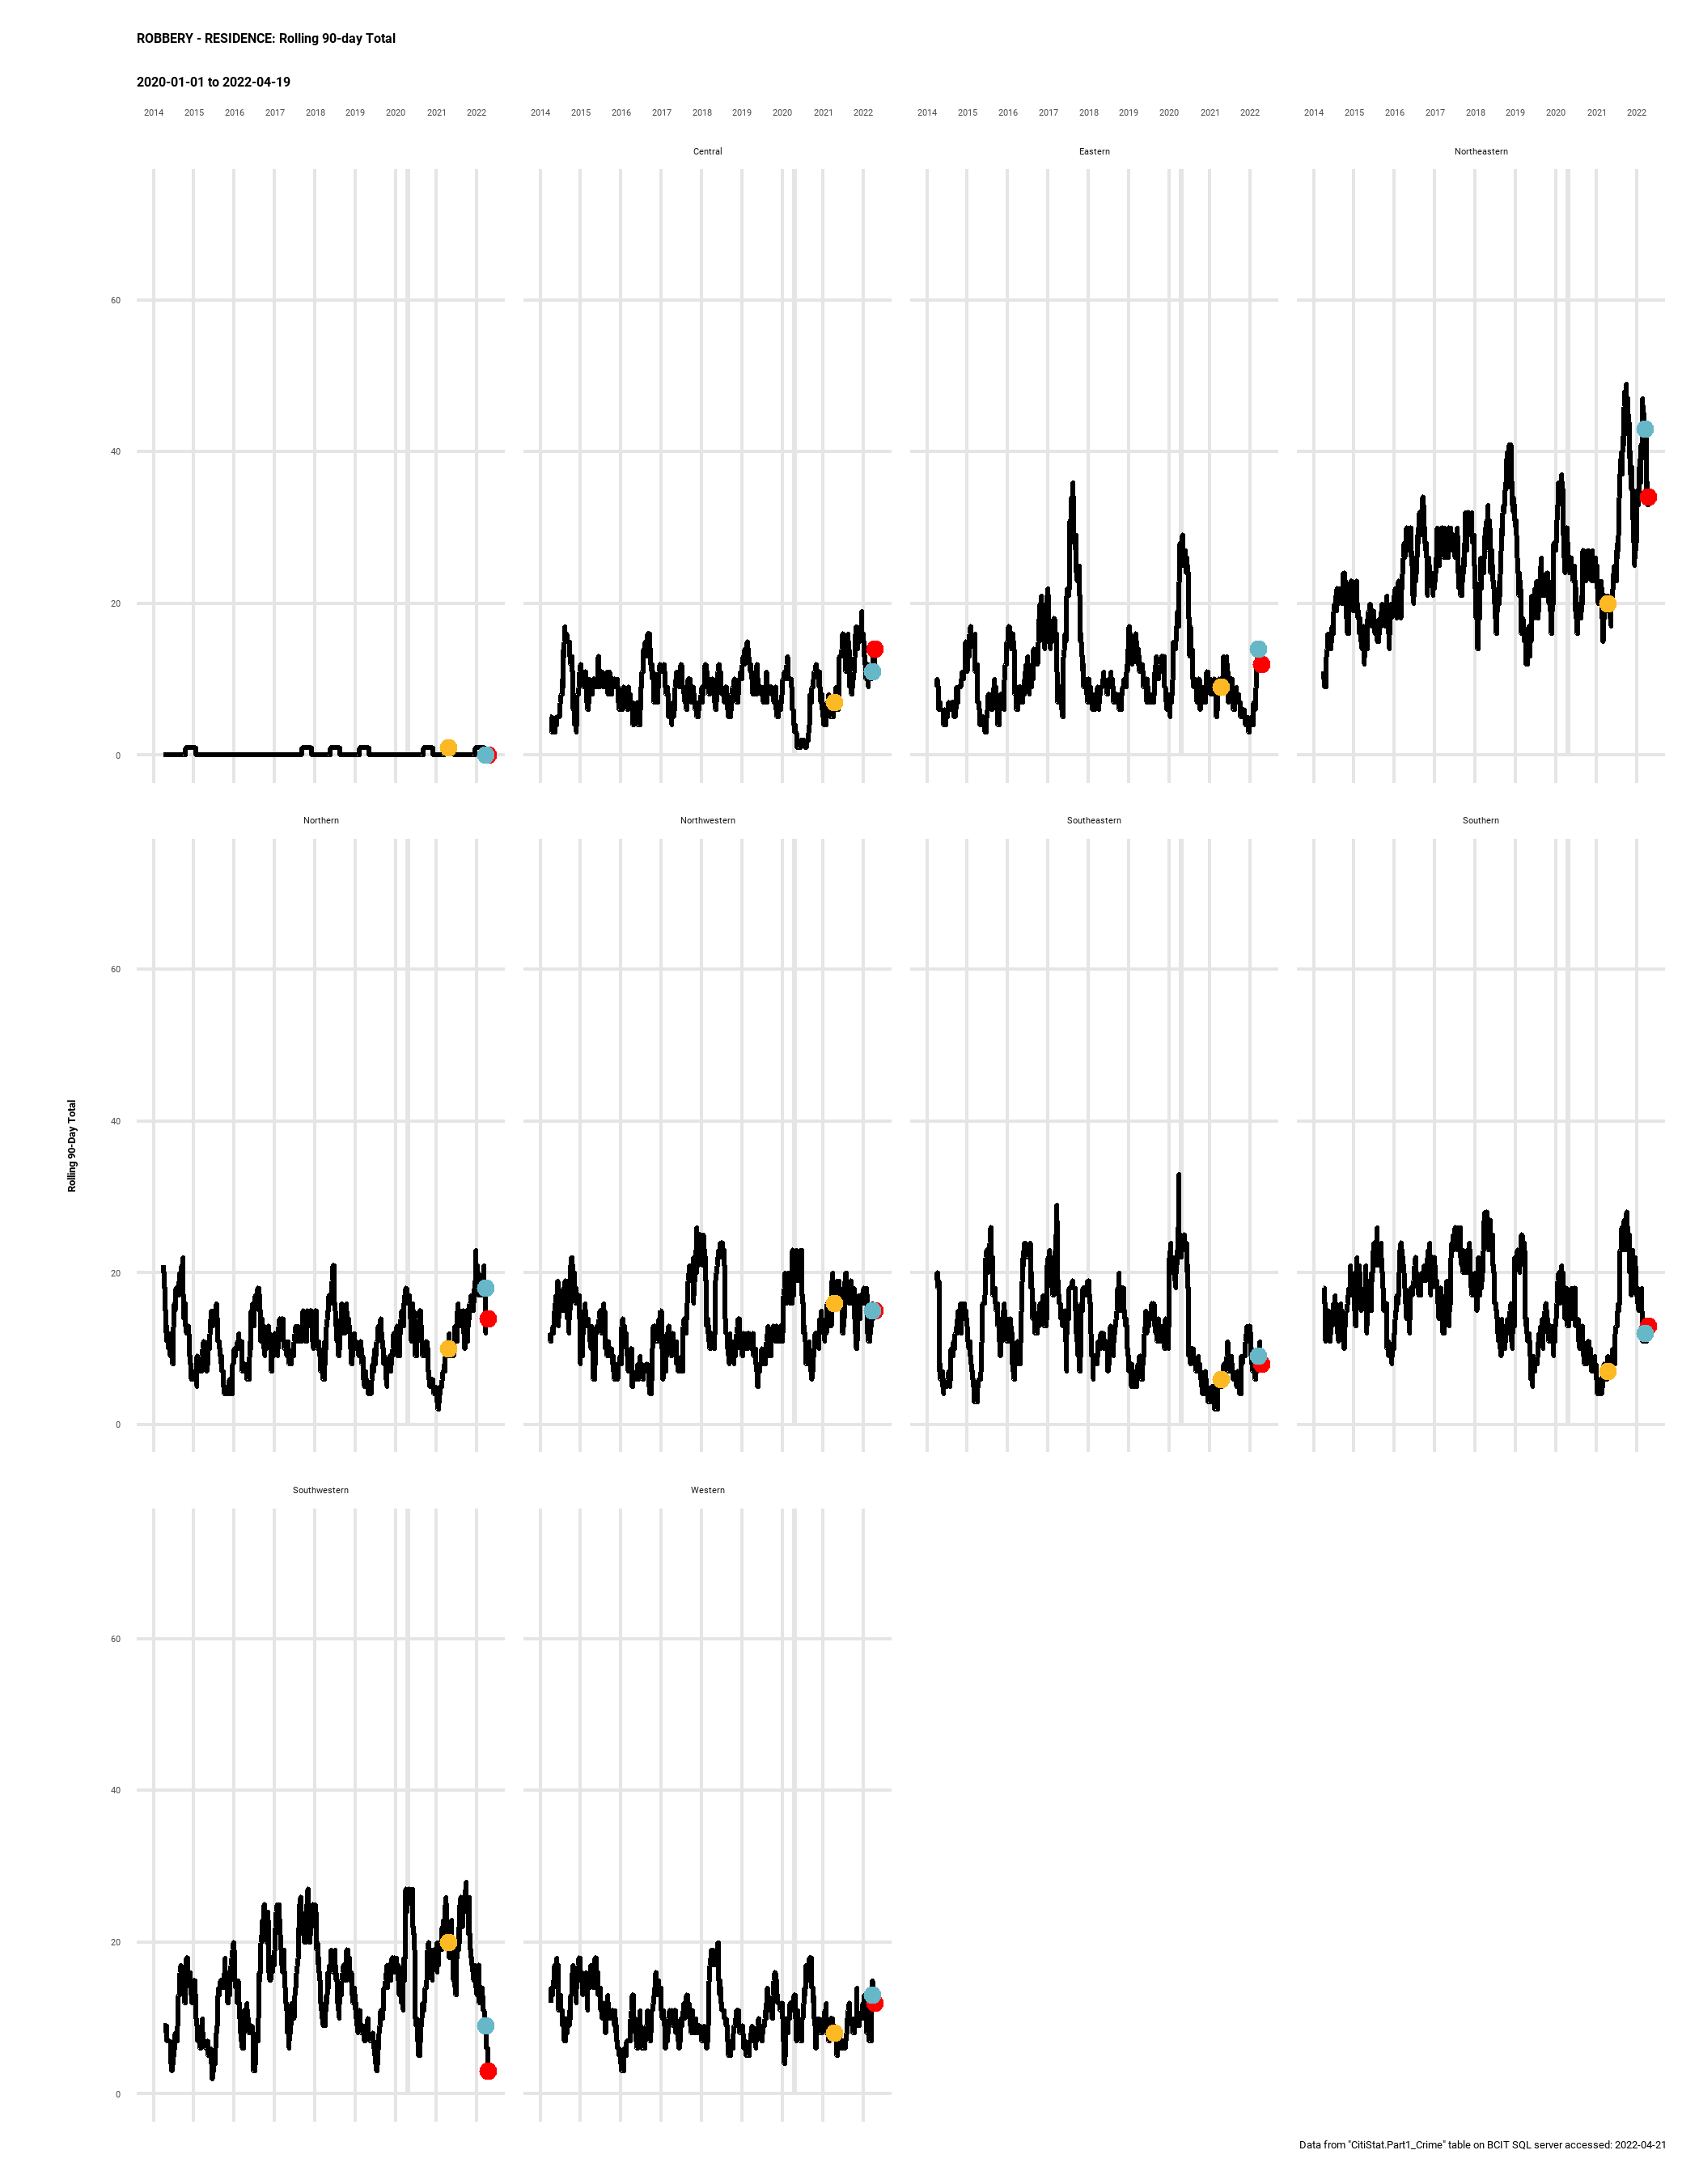 ROBBERY - RESIDENCE: Rolling 90-day Total
2020-01-01 to 2022-04-19
2014 2015 2016 2017 2018 2019 2020 2021 2022 2014 2015 2016 2017 2018 2019 2020 2021 2022 2014 2015 2016 2017 2018 2019 2020 2021 2022 2014 2015 2016 2017 2018 2019 2020 2021 2022
Central Eastern Northeastern
60
40
20
0
Northern Northwestern Southeastern Southern
60
40
Rolling 90-Day Total
20
0
Southwestern Western
60
40
20
0
Data from "CitiStat.Part1_Crime" table on BCIT SQL server accessed: 2022-04-21